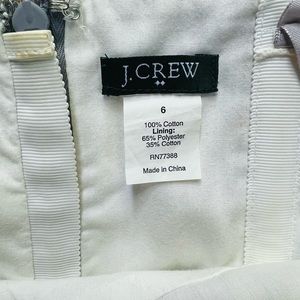 J.CREW
6
100% Cotton
Lining:
65% Polyester
35% Cotton
RN77388
Made in China